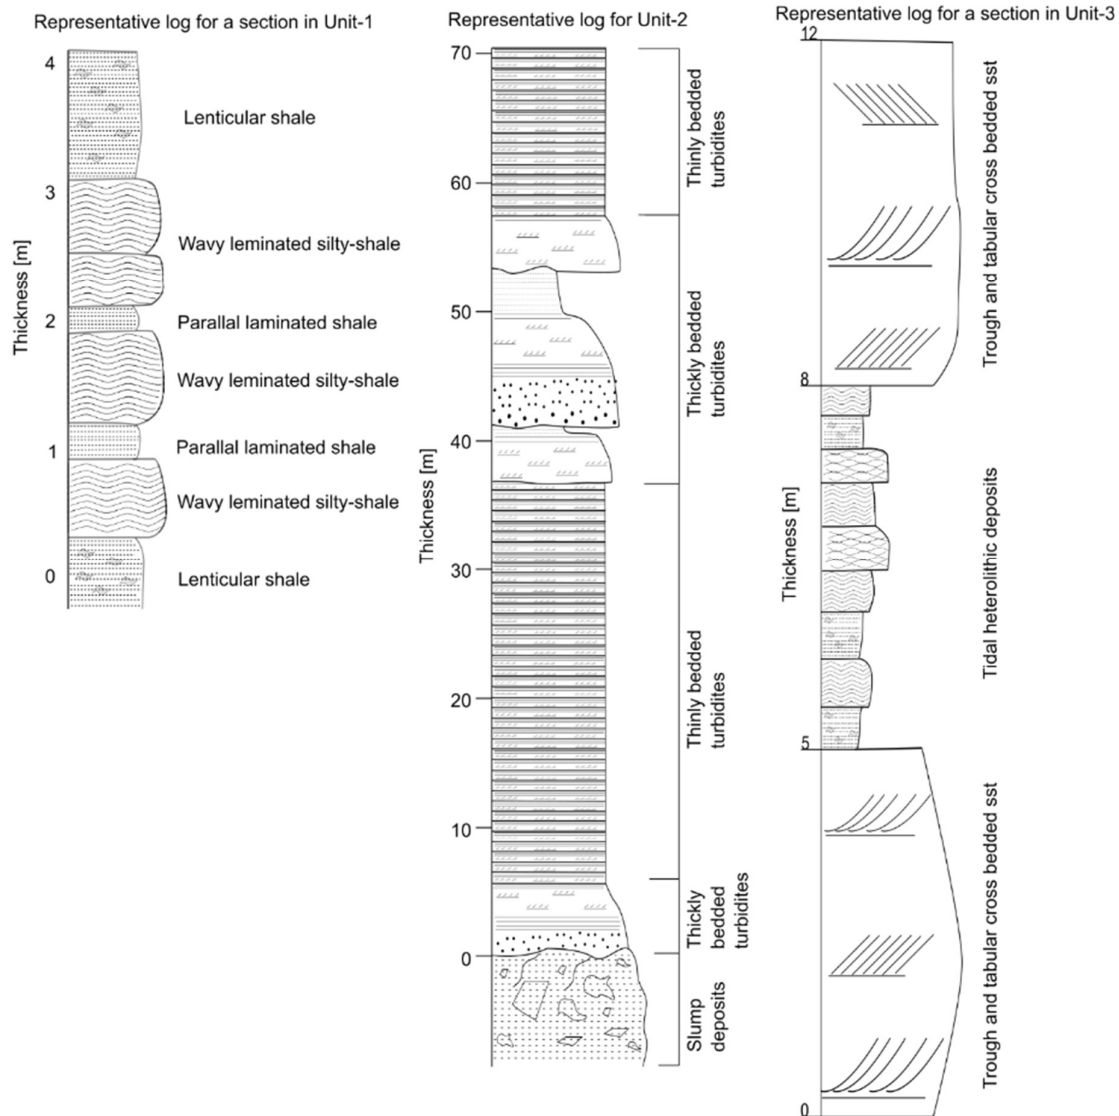 Representative log for a section in Unit-1
4
3
2
1
0
Thickness [m]
Lenticular shale
Wavy leminated silty-shale
Parallal laminated shale
Wavy leminated silty-shale
Parallal laminated shale
Wavy leminated silty-shale
Lenticular shale
Representative log for Unit-2
70
60
50
40
30
20
10
0
Thickness [m]
Thinly bedded
turbidites
Thickly bedded
turbidites
Thinly bedded
turbidites
Thickly
bedded
turbidites
Slump
deposits
Representative log for a section in Unit-3
12
8
5
0
Thickness [m]
Trough and tabular cross bedded sst
Tidal heterolithic deposits
Trough and tabular cross bedded sst